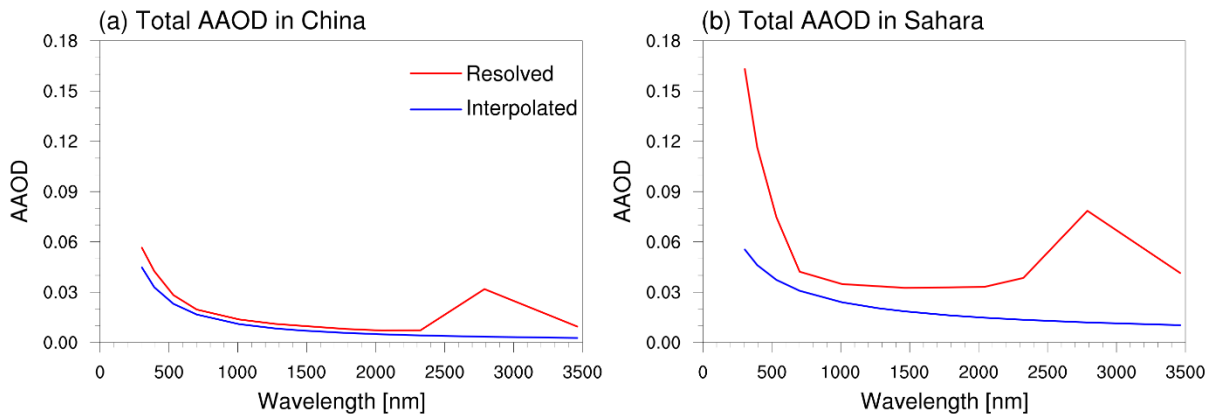 (a) Total AAOD in China
AAOD
0.18
0.15
0.12
0.09
0.06
0.03
0.00
Resolved
Interpolated
0 500 1000 1500 2000 2500 3000 3500
Wavelength [nm]
(b) Total AAOD in Sahara
AAOD
0.18
0.15
0.12
0.09
0.06
0.03
0.00
0 500 1000 1500 2000 2500 3000 3500
Wavelength [nm]